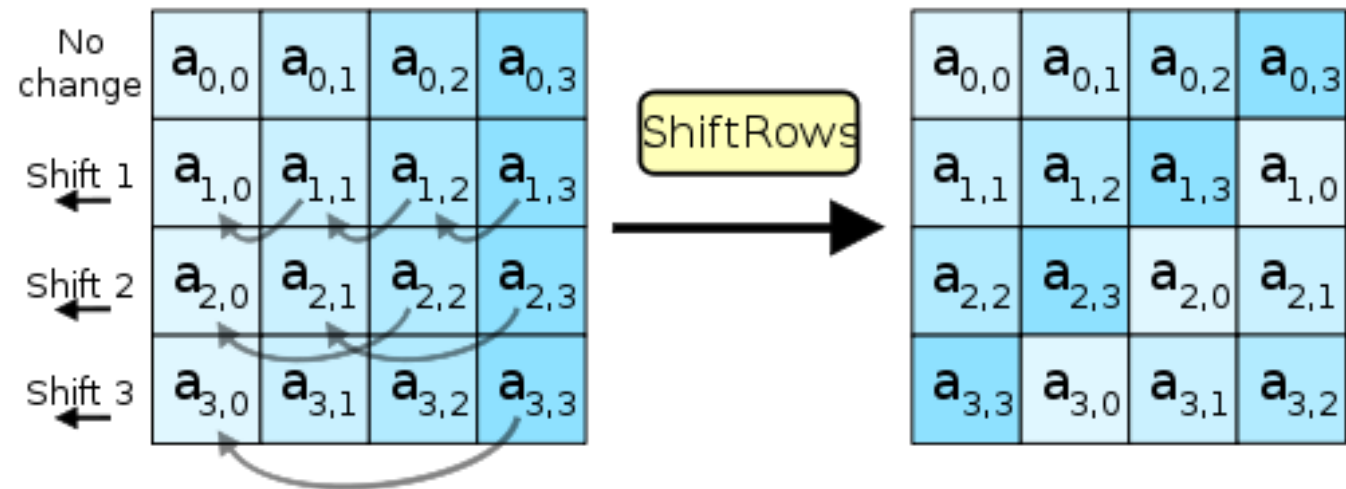 No
change
a0,0 a0,1 a0,2 a0,3
Shift 1
a1,0 a1,1 a1,2 a1,3
Shift 2
a2,0 a2,1 a2,2 a2,3
Shift 3
a3,0 a3,1 a3,2 a3,3
ShiftRows
a0,0 a0,1 a0,2 a0,3
a1,1 a1,2 a1,3 a1,0
a2,2 a2,3 a2,0 a2,1
a3,3 a3,0 a3,1 a3,2